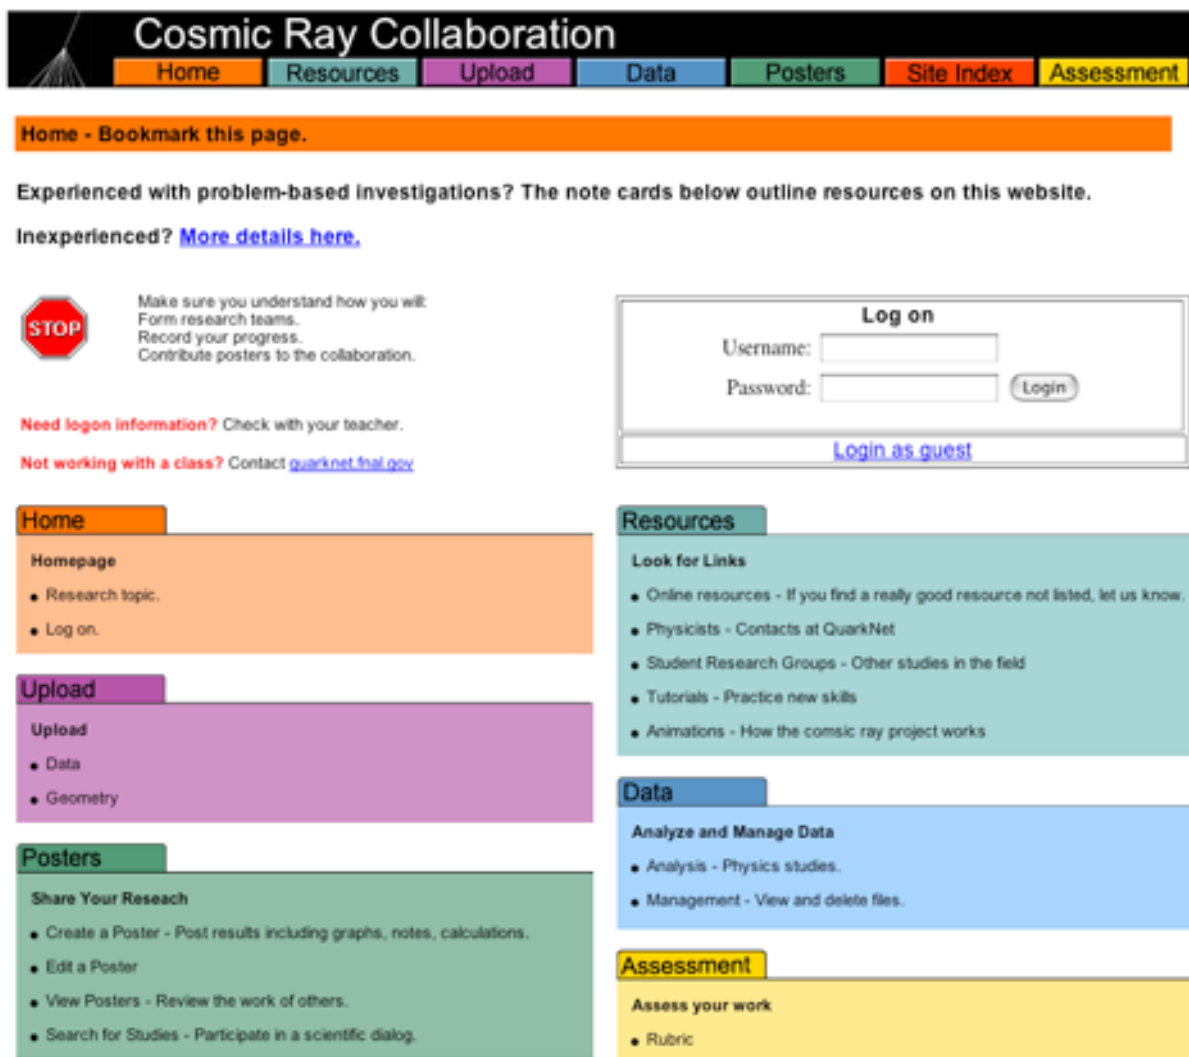 Cosmic Ray Collaboration
Home Resources Upload Data Posters Site Index Assessment
Home - Bookmark this page.
Experienced with problem-based investigations? The note cards below outline resources on this website.
Inexperienced? More details here.
STOP
Make sure you understand how you will:
Form research teams.
Record your progress.
Contribute posters to the collaboration.
Need logon information? Check with your teacher.
Not working with a class? Contact quarknet.fnal.gov
Log on
Username:
Password: Login
Login as guest
Home
Homepage
• Research topic.
• Log on.
Upload
Upload
• Data
• Geometry
Posters
Share Your Reseach
• Create a Poster - Post results including graphs, notes, calculations.
• Edit a Poster
• View Posters - Review the work of others.
• Search for Studies - Participate in a scientific dialog.
Resources
Look for Links
• Online resources - If you find a really good resource not listed, let us know.
• Physicists - Contacts at QuarkNet
• Student Research Groups - Other studies in the field
• Tutorials - Practice new skills
• Animations - How the comsic ray project works
Data
Analyze and Manage Data
• Analysis - Physics studies.
• Management - View and delete files.
Assessment
Assess your work
• Rubric